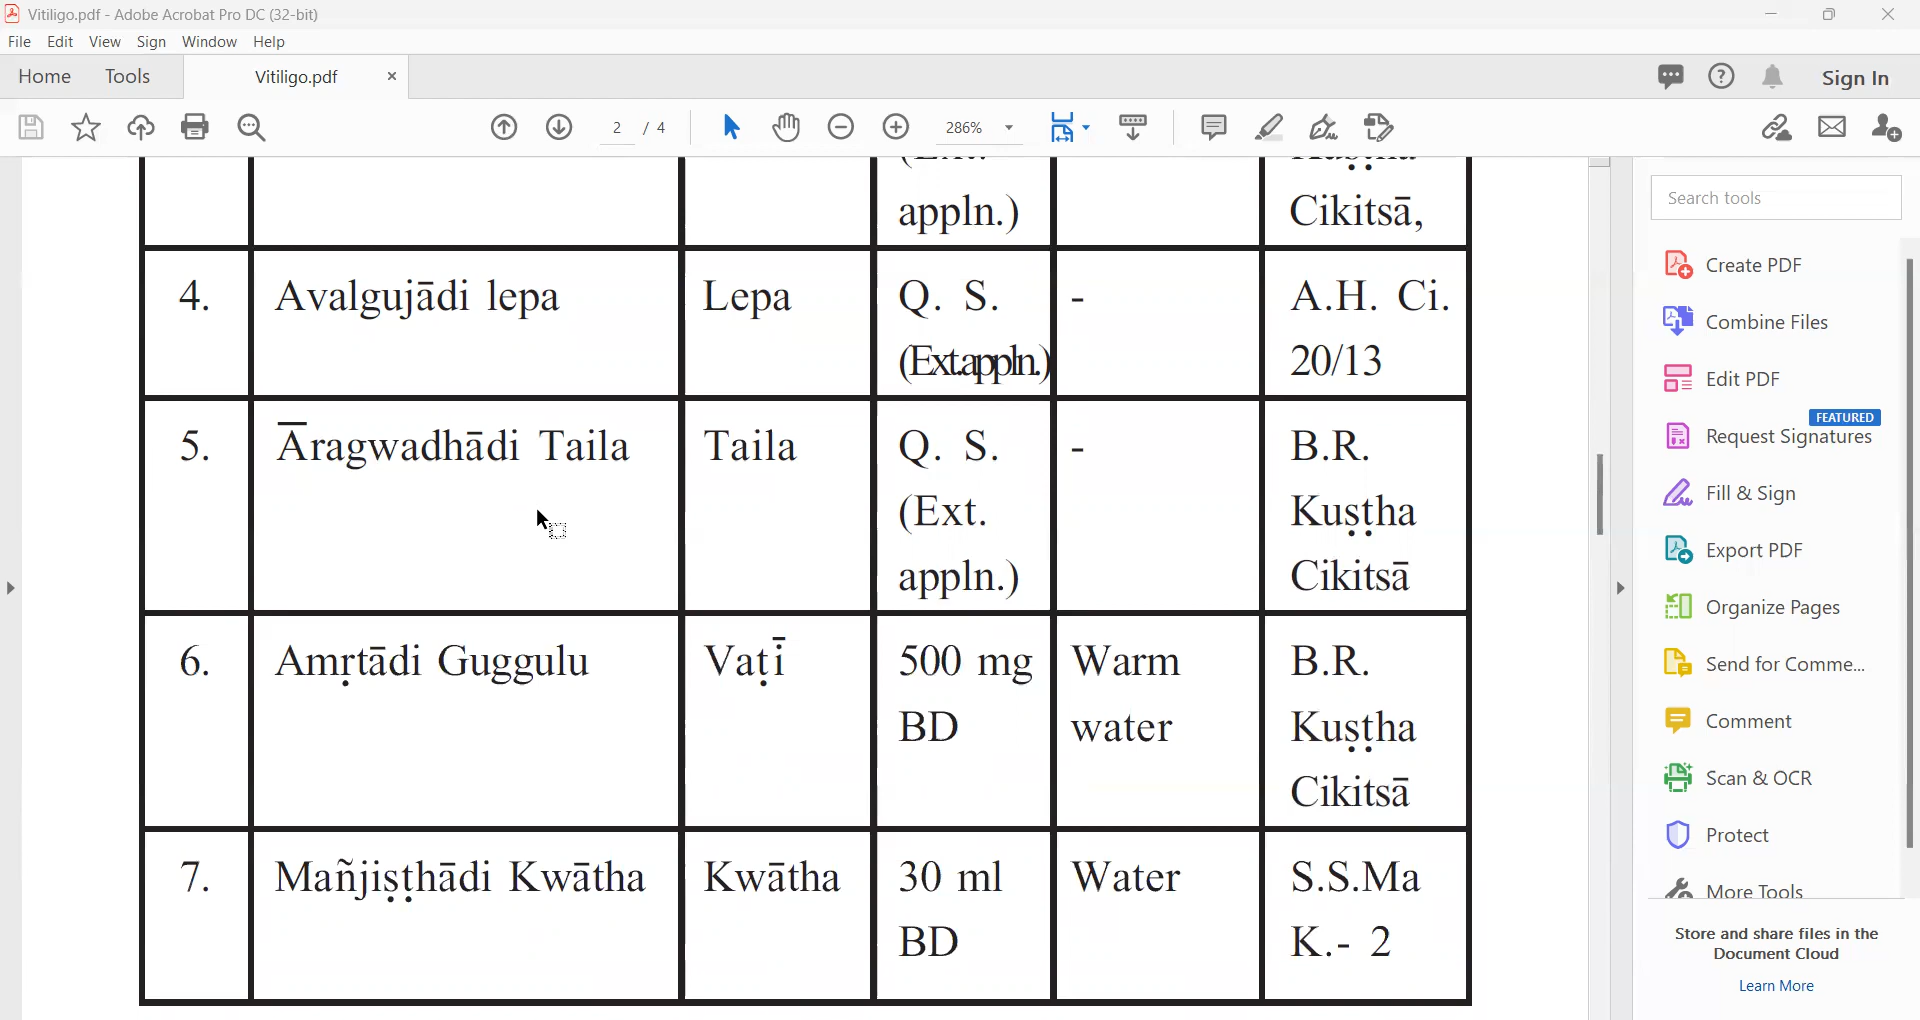 Vitiligo.pdf - Adobe Acrobat Pro DC (32-bit)
File Edit View Sign Window Help
Home Tools Vitiligo.pdf × Sign In
2 / 4 286%
appln.) Cikitsā,
4. Avalgujādi lepa Lepa Q. S. - A.H. Ci.
(Ext.appln.) 20/13
5. Āragwadhādi Taila Taila Q. S. - B.R.
(Ext. Kuṣṭha
appln.) Cikitsā
6. Amṛtādi Guggulu Vaṭī 500 mg Warm B.R.
BD water Kuṣṭha
Cikitsā
7. Mañjiṣṭhādi Kwātha Kwātha 30 ml Water S.S.Ma
BD K.- 2
Search tools
Create PDF
Combine Files
Edit PDF
FEATURED
Request Signatures
Fill & Sign
Export PDF
Organize Pages
Send for Comme...
Comment
Scan & OCR
Protect
More Tools
Store and share files in the
Document Cloud
Learn More